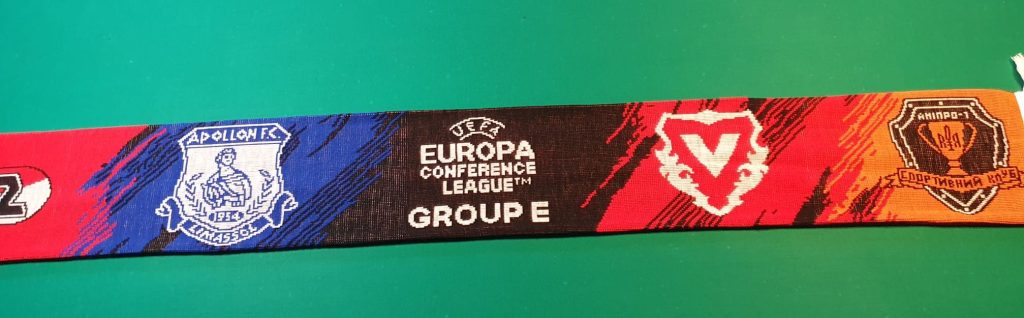 Z
APOLLON F.C
1954
LIMASSOL
UEFA
EUROPA
CONFERENCE
LEAGUE™
GROUP E
V
ДНІПРО-1
СПОРТИВНИЙ КЛУБ